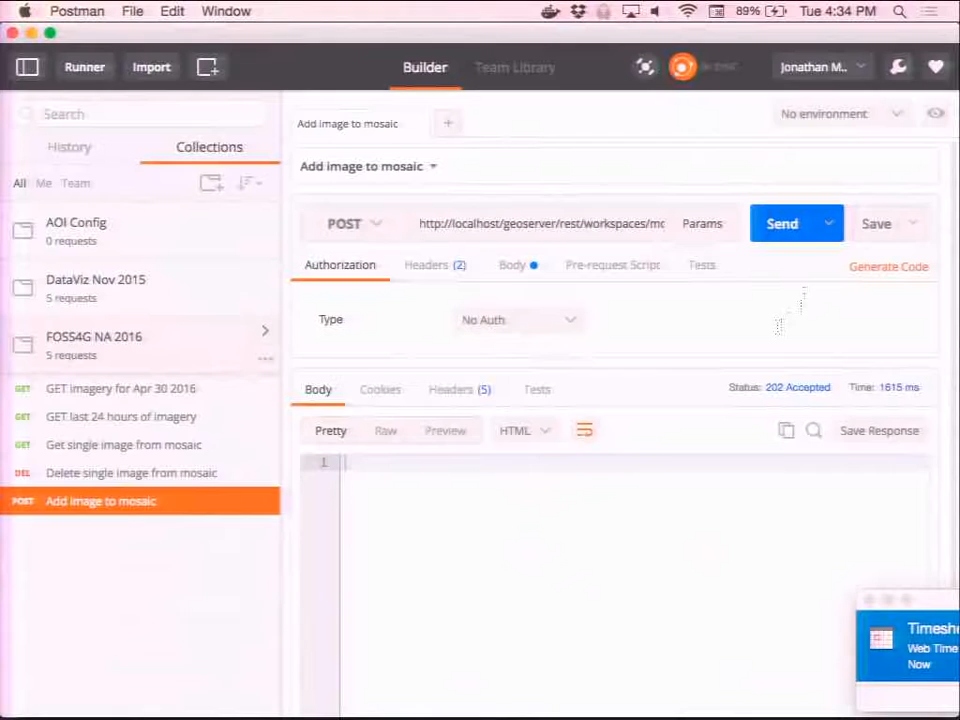 Postman File Edit Window 89% Tue 4:34 PM
Runner Import Builder Team Library Jonathan M..
Search
Add image to mosaic
No environment
History Collections
All Me Team
Add image to mosaic
AOI Config
0 requests
POST http://localhost/geoserver/rest/workspaces/mc Params Send Save
Authorization Headers (2) Body Pre-request Script Tests Generate Code
DataViz Nov 2015
5 requests
Type No Auth
FOSS4G NA 2016
5 requests
GET GET imagery for Apr 30 2016
GET GET last 24 hours of imagery
GET Get single image from mosaic
DEL Delete single image from mosaic
POST Add image to mosaic
Body Cookies Headers (5) Tests Status: 202 Accepted Time: 1615 ms
Pretty Raw Preview HTML Save Response
1
Timeshe
Web Time
Now